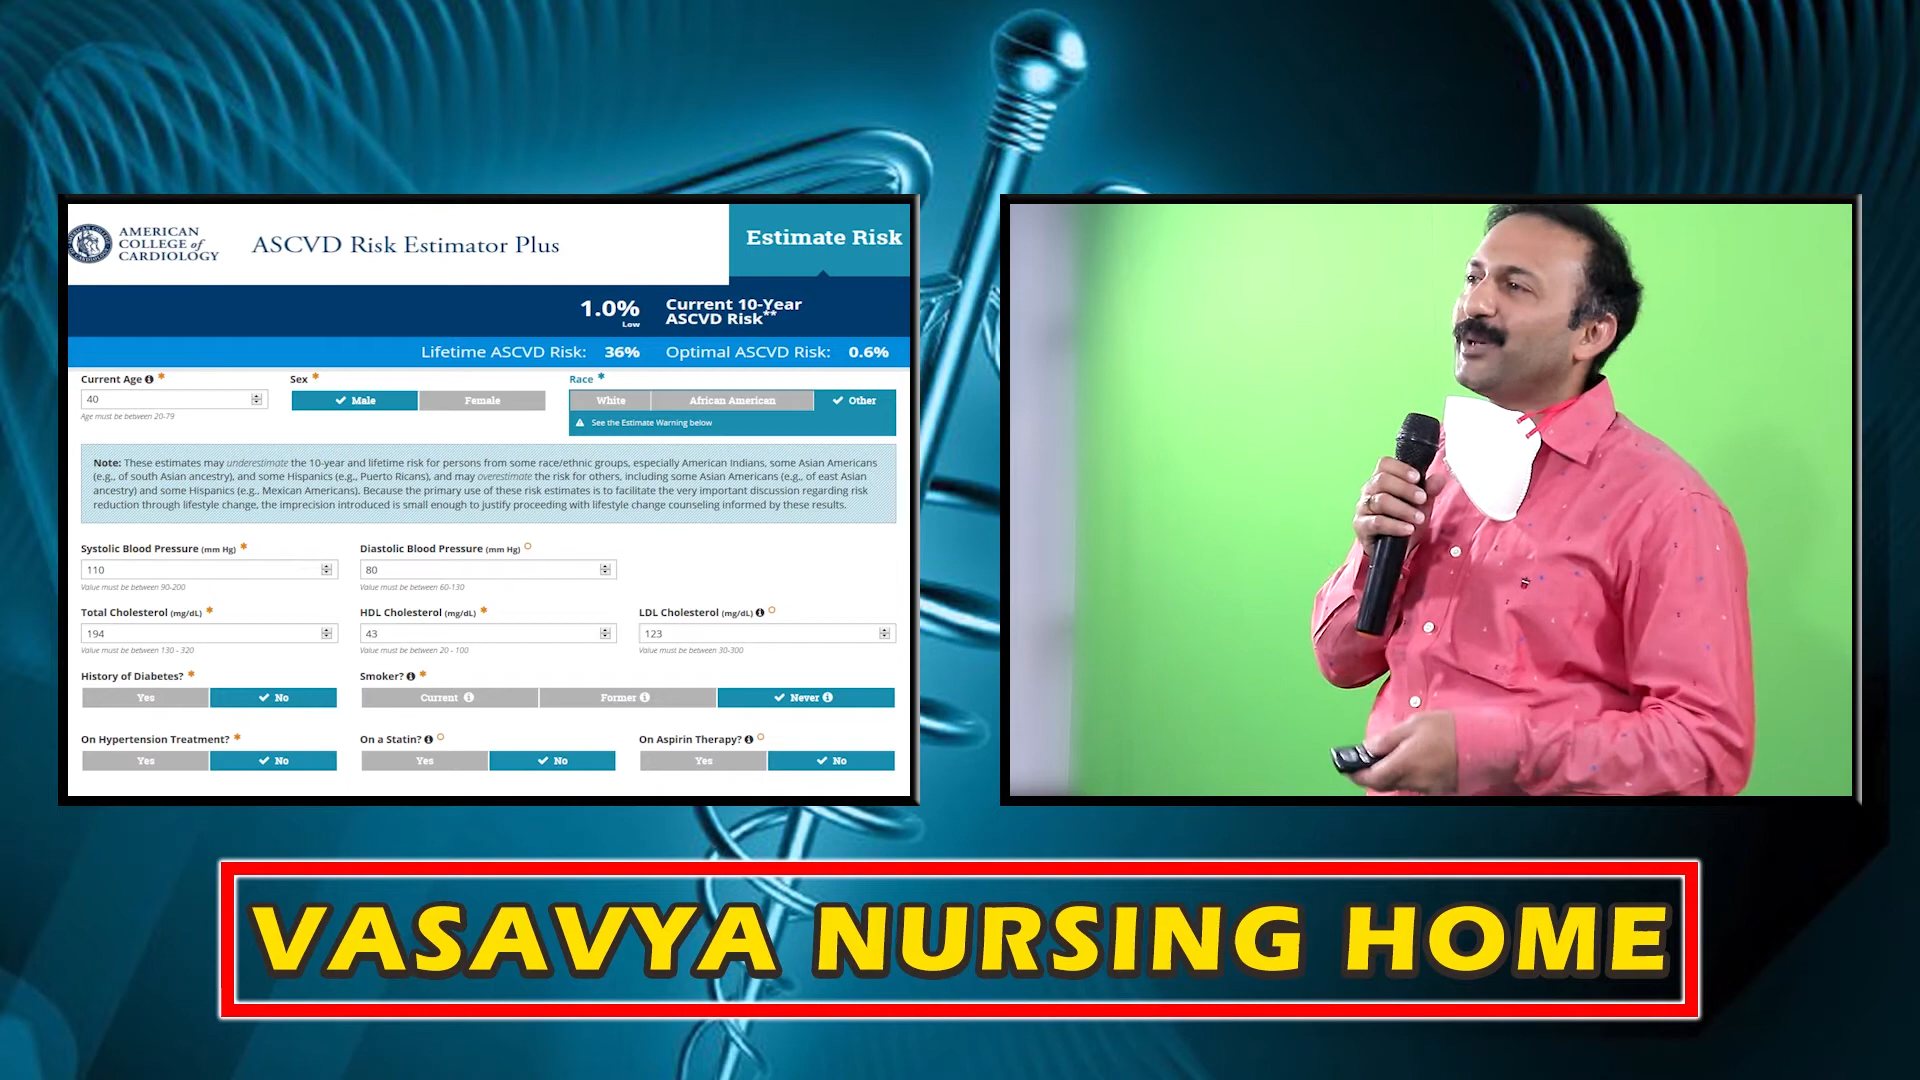 AMERICAN
COLLEGE of
CARDIOLOGY
ASCVD Risk Estimator Plus
Estimate Risk
1.0%
Low
Current 10-Year
ASCVD Risk**
Lifetime ASCVD Risk: 36% Optimal ASCVD Risk: 0.6%
Current Age * Sex * Race *
40 Male Female White African American Other
Age must be between 20-79
See the Estimate Warning below
Note: These estimates may underestimate the 10-year and lifetime risk for persons from some race/ethnic groups, especially American Indians, some Asian Americans
(e.g., of south Asian ancestry), and some Hispanics (e.g., Puerto Ricans), and may overestimate the risk for others, including some Asian Americans (e.g., of east Asian
ancestry) and some Hispanics (e.g., Mexican Americans). Because the primary use of these risk estimates is to facilitate the very important discussion regarding risk
reduction through lifestyle change, the imprecision introduced is small enough to justify proceeding with lifestyle change counseling informed by these results.
Systolic Blood Pressure (mm Hg) * Diastolic Blood Pressure (mm Hg)
110 80
Value must be between 90-200 Value must be between 60-130
Total Cholesterol (mg/dL) * HDL Cholesterol (mg/dL) * LDL Cholesterol (mg/dL)
194 43 123
Value must be between 130 - 320 Value must be between 20 - 100 Value must be between 30-300
History of Diabetes? * Smoker? *
Yes No Current Former Never
On Hypertension Treatment? * On a Statin? On Aspirin Therapy?
Yes No Yes No Yes No
VASAVYA NURSING HOME